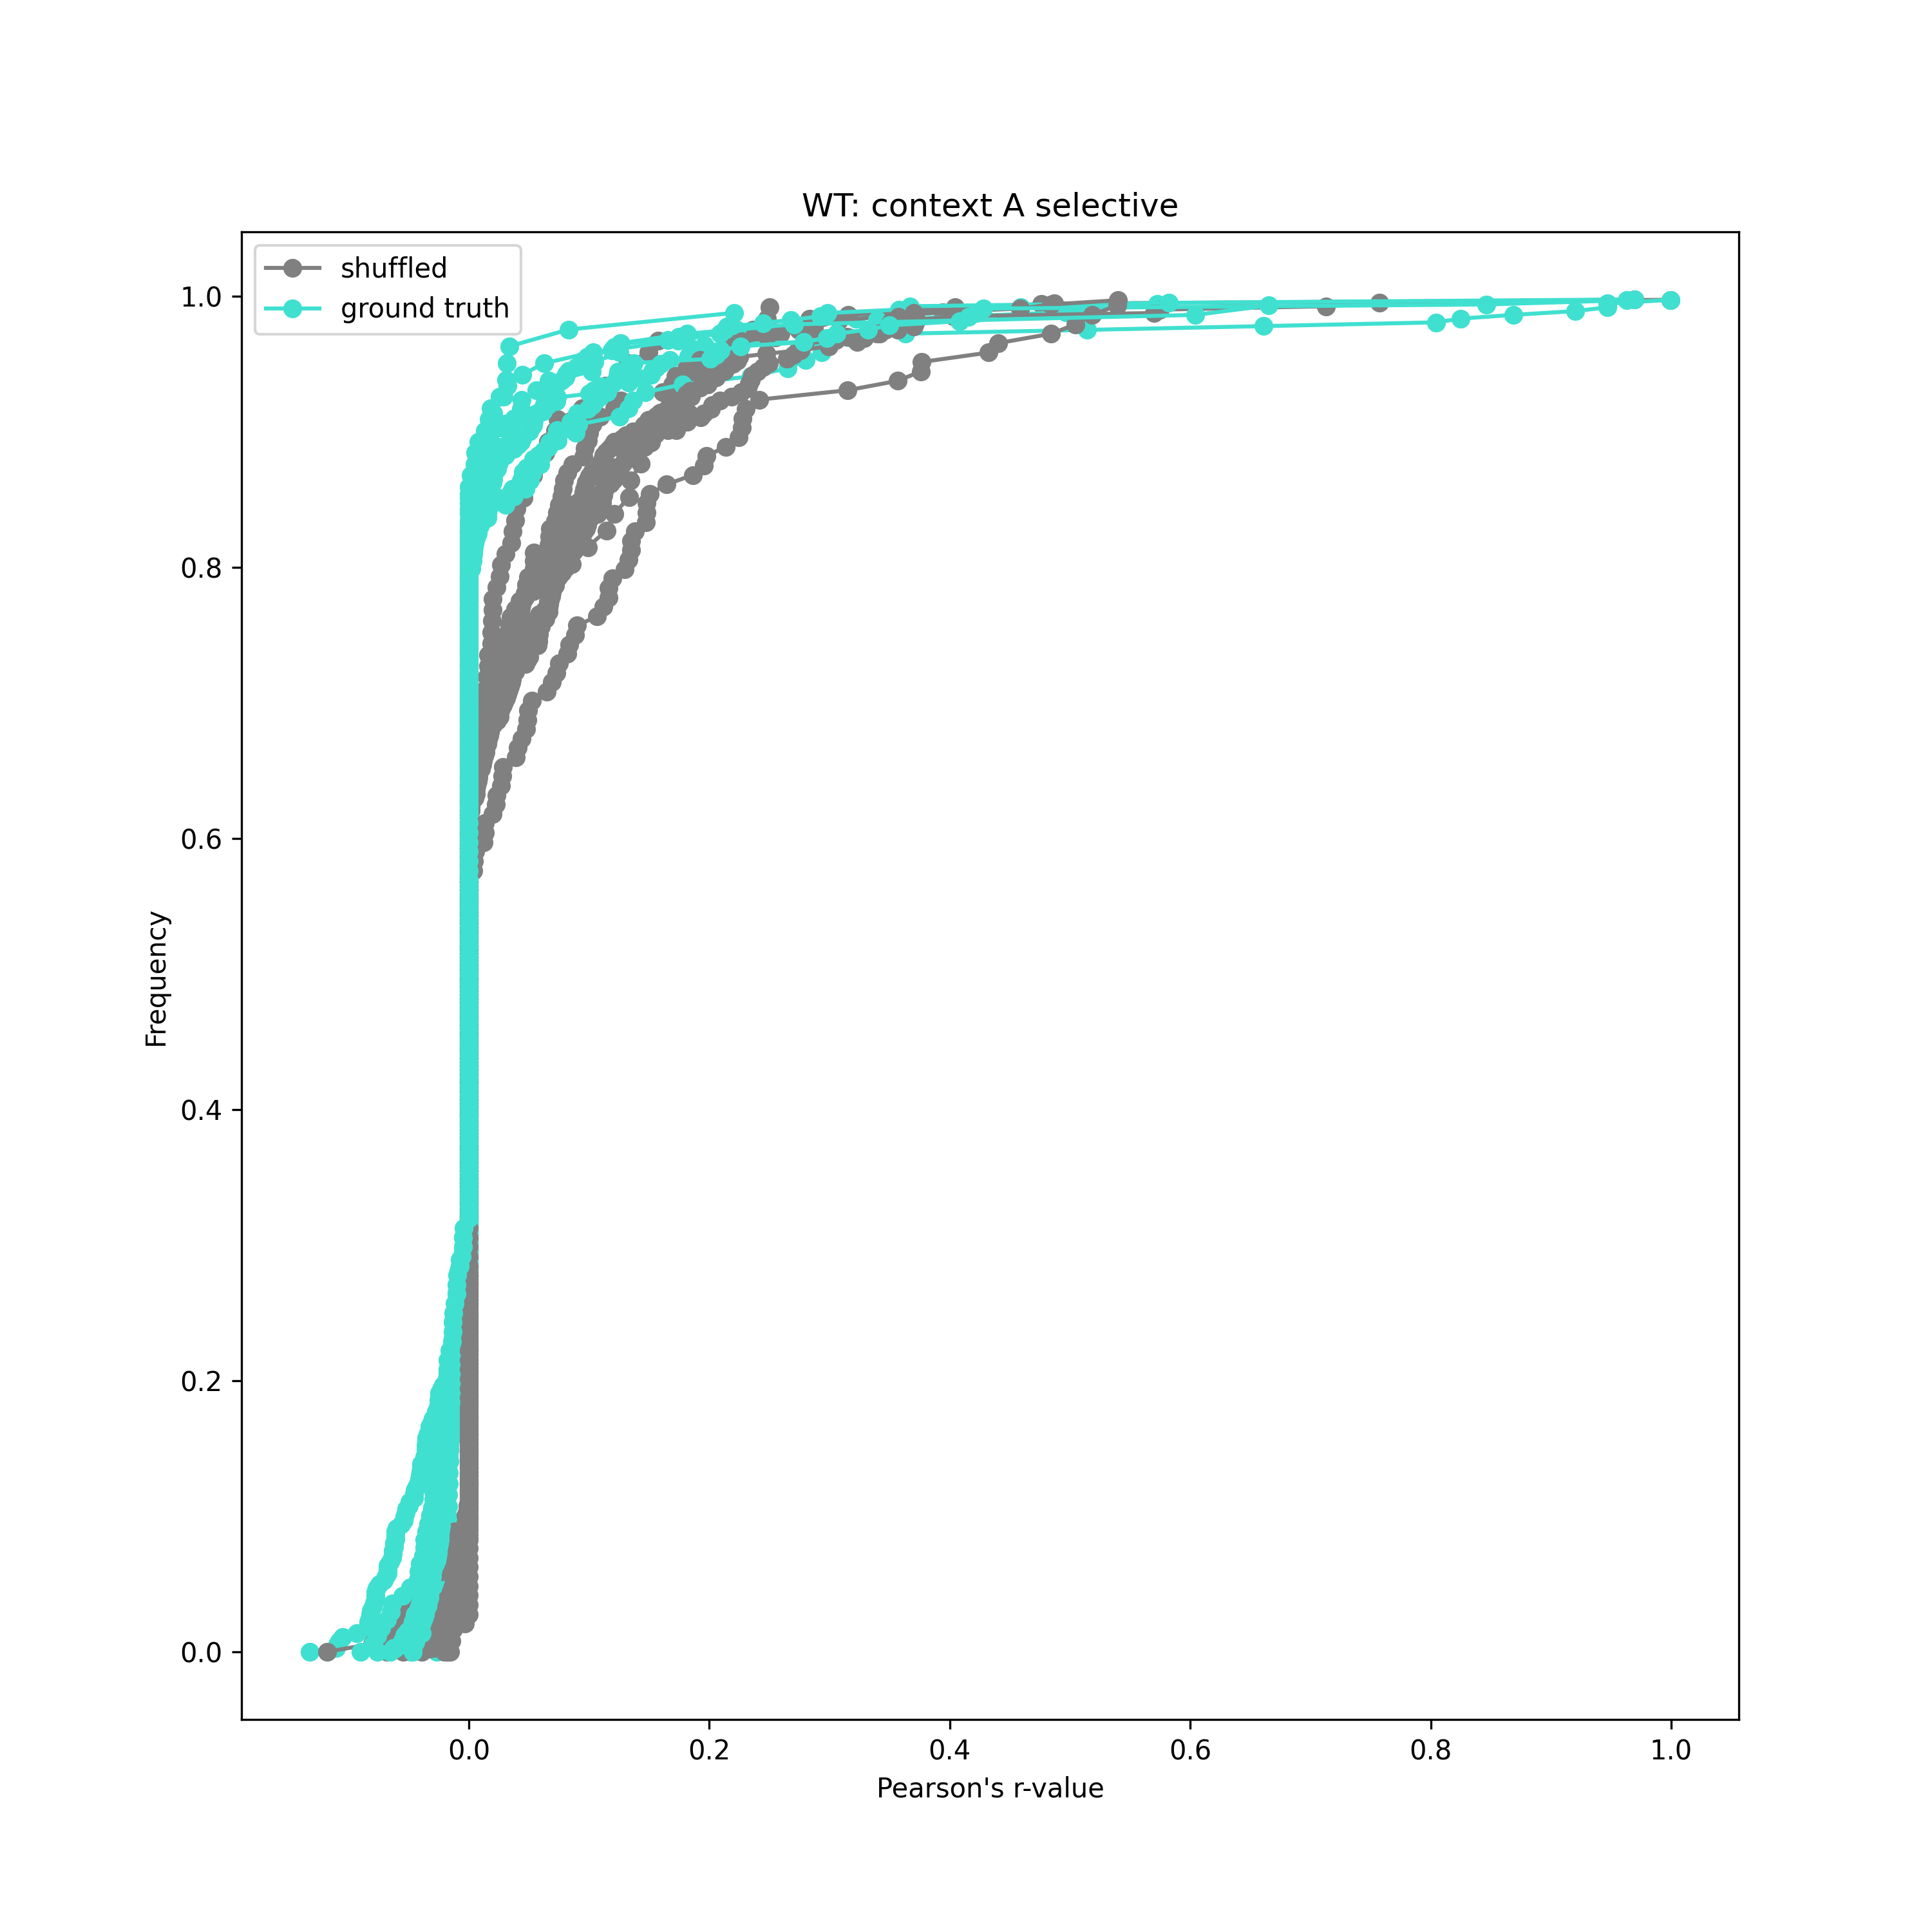 WT: context A selective
shuffled
ground truth
1.0
0.8
0.6
0.4
0.2
0.0
Frequency
0.0 0.2 0.4 0.6 0.8 1.0
Pearson's r-value